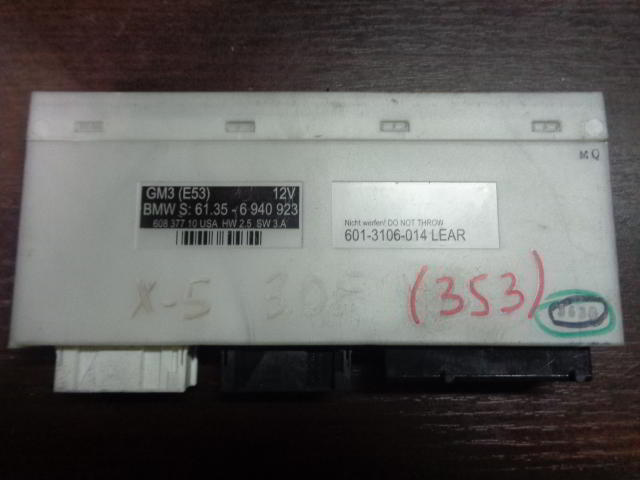 MQ
GM3 (E53) 12V
BMW S: 61.35 - 6 940 923
608 377 10 USA HW 2.5 SW 3.A
Nicht werfen! DO NOT THROW
601-3106-014 LEAR
X-5 (353)